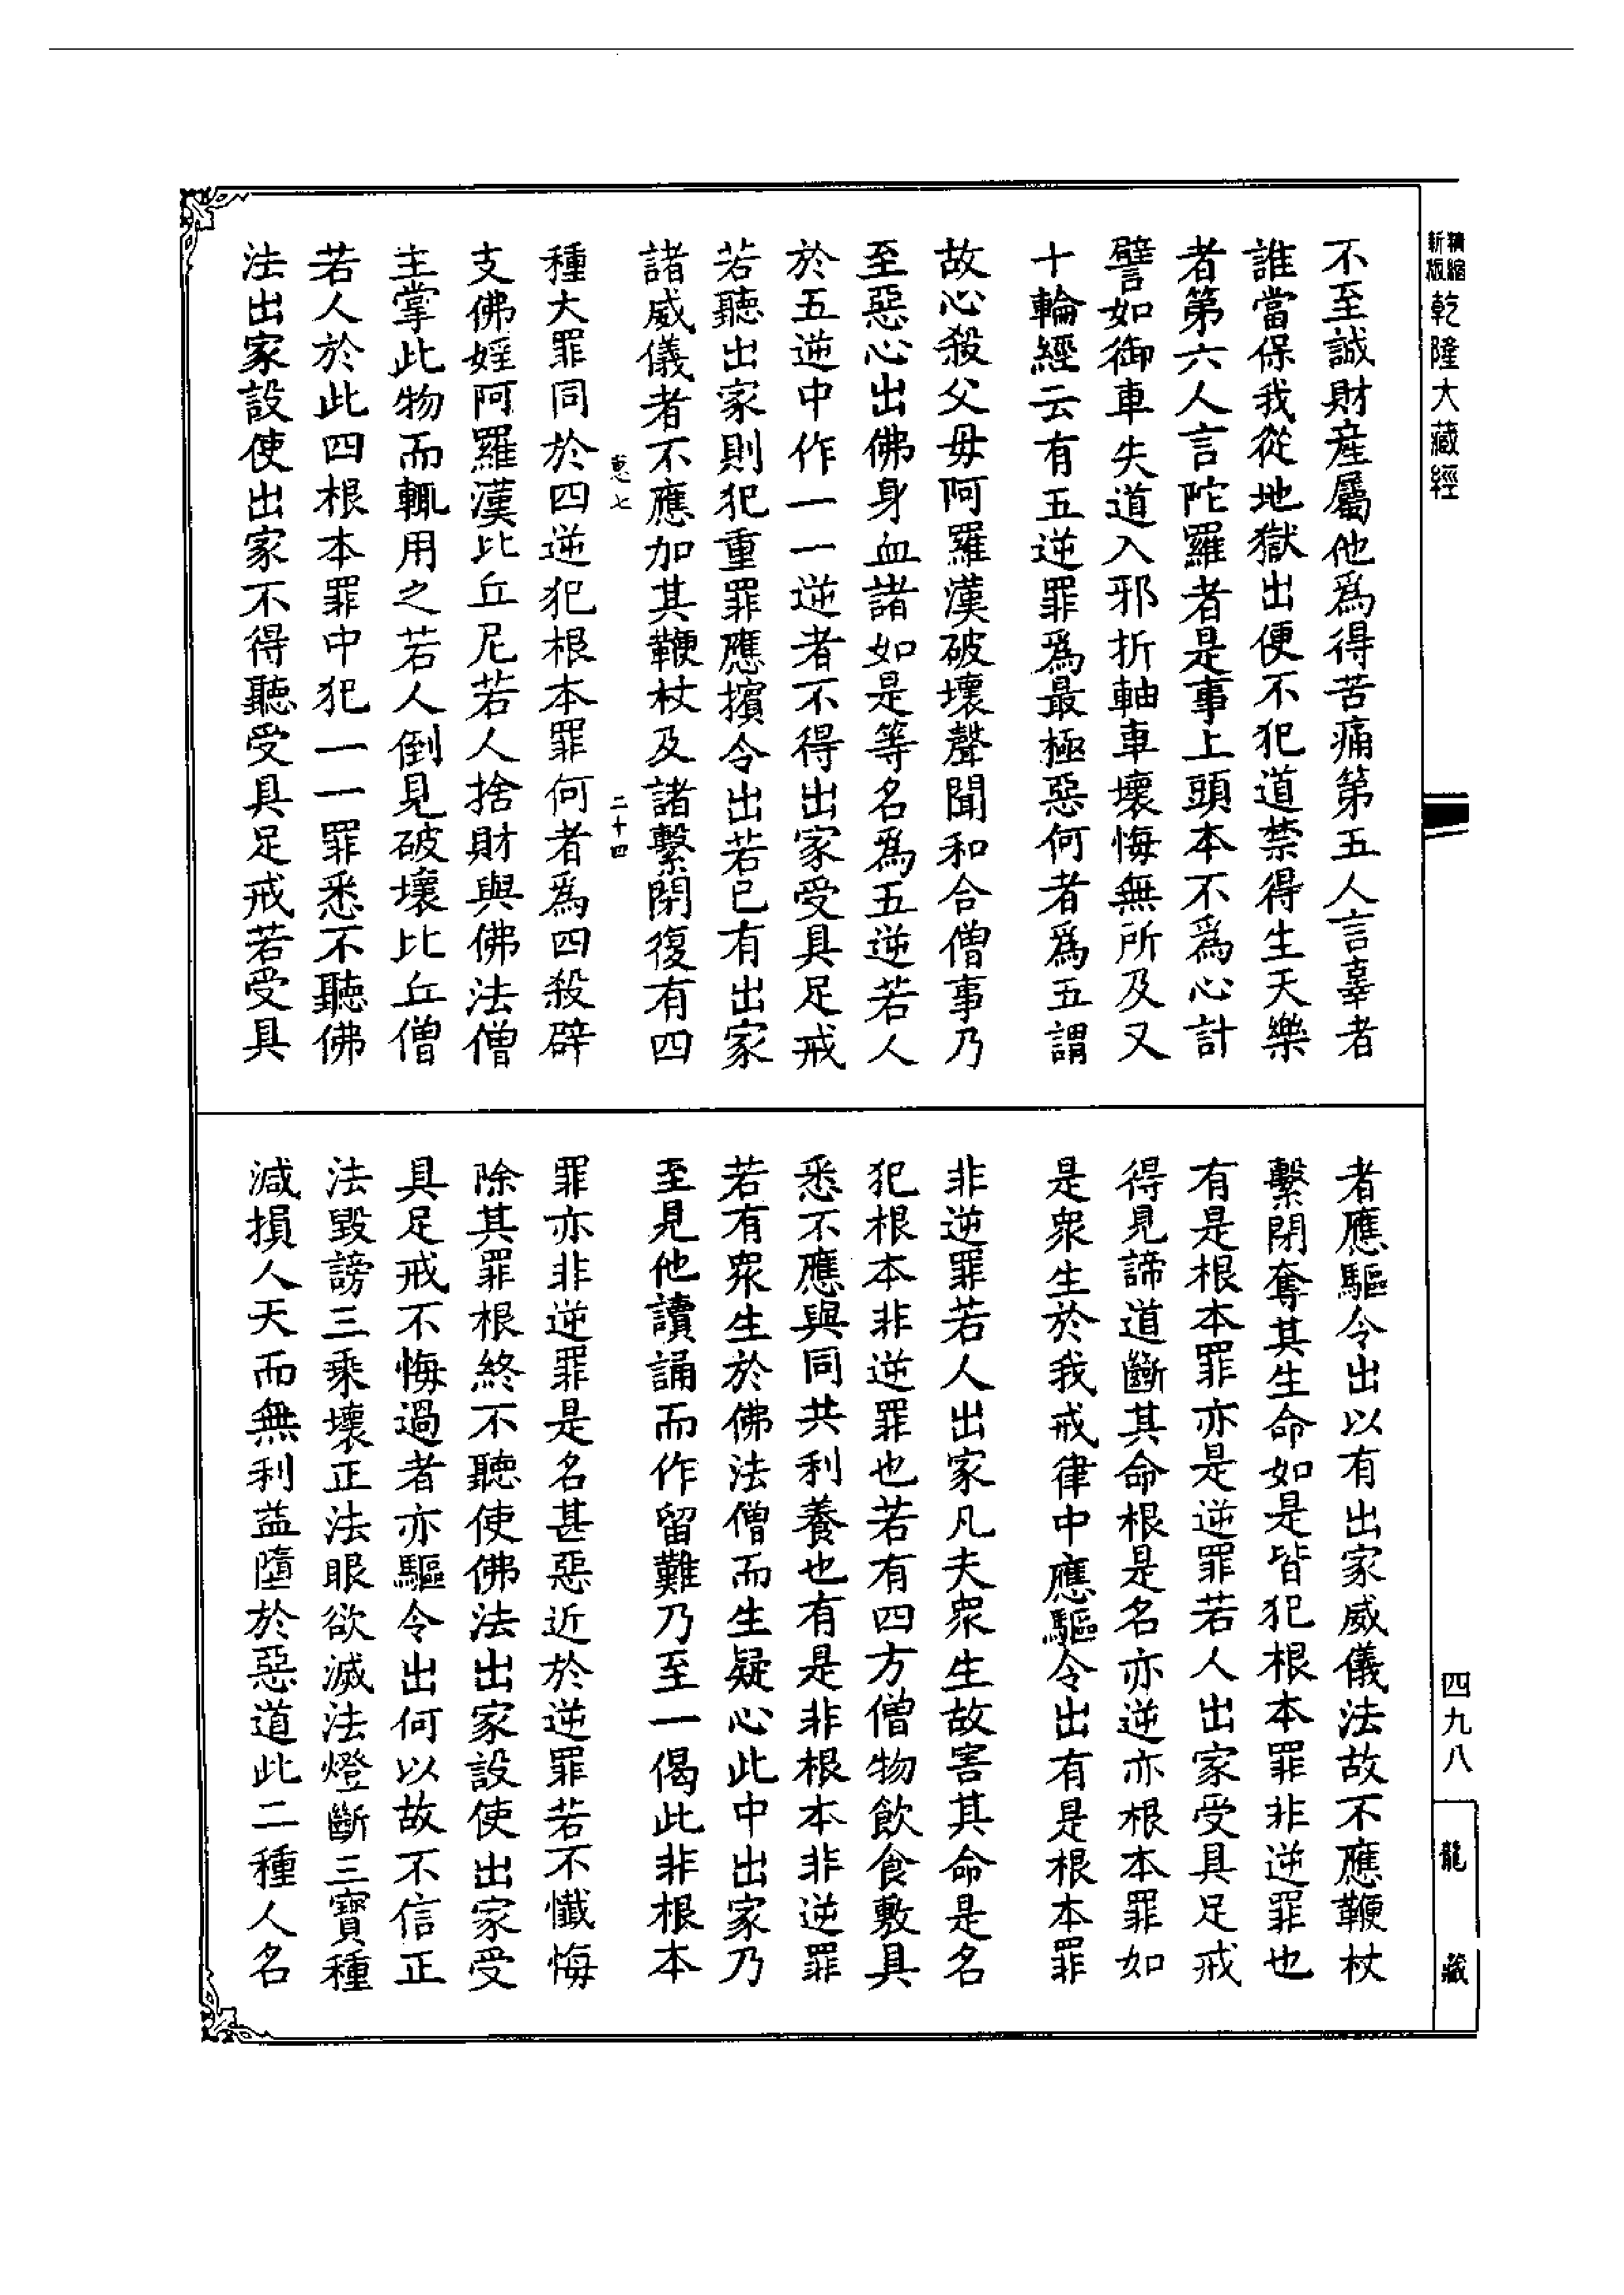 精縮新版乾隆大藏經
不至誠財產屬他為得苦痛第五人言辜者
誰當保我從地獄出便不犯道禁得生天樂
者第六人言陀羅者是事上頭本不為心計
譬如御車失道入邪折軸車壞悔無所及又
十輪經云有五逆罪為最極惡何者為五謂
故心殺父毋阿羅漢破壞聲聞和合僧事乃
至惡心出佛身血諸如是等名為五逆若人
於五逆中作一一逆者不得出家受具足戒
若聽出家則犯重罪應擯令出若已有出家
諸威儀者不應加其鞭杖及諸繫閉復有四
惠七
二十四
種大罪同於四逆犯根本罪何者為四殺辟
支佛婬阿羅漢比丘尼若人捨財與佛法僧
主掌此物而輒用之若人倒見破壞比丘僧
若人於此四根本罪中犯一一罪悉不聽佛
法出家設使出家不得聽受具足戒若受具
者應驅令出以有出家威儀法故不應鞭杖
繫閉奪其生命如是皆犯根本罪非逆罪也
有是根本罪亦是逆罪若人出家受具足戒
得見諦道斷其命根是名亦逆亦根本罪如
是眾生於我戒律中應驅令出有是根本罪
非逆罪若人出家凡夫眾生故害其命是名
犯根本非逆罪也若有四方僧物飲食敷具
悉不應與同共利養也有是非根本非逆罪
若有眾生於佛法僧而生疑心此中出家乃
至見他讀誦而作留難乃至一偈此非根本
罪亦非逆罪是名甚惡近於逆罪若不懺悔
除其罪根終不聽使佛法出家設使出家受
具足戒不悔過者亦驅令出何以故不信正
法毀謗三乘壞正法眼欲滅法燈斷三寶種
減損人天而無利益墮於惡道此二種人名
四九八
龍藏